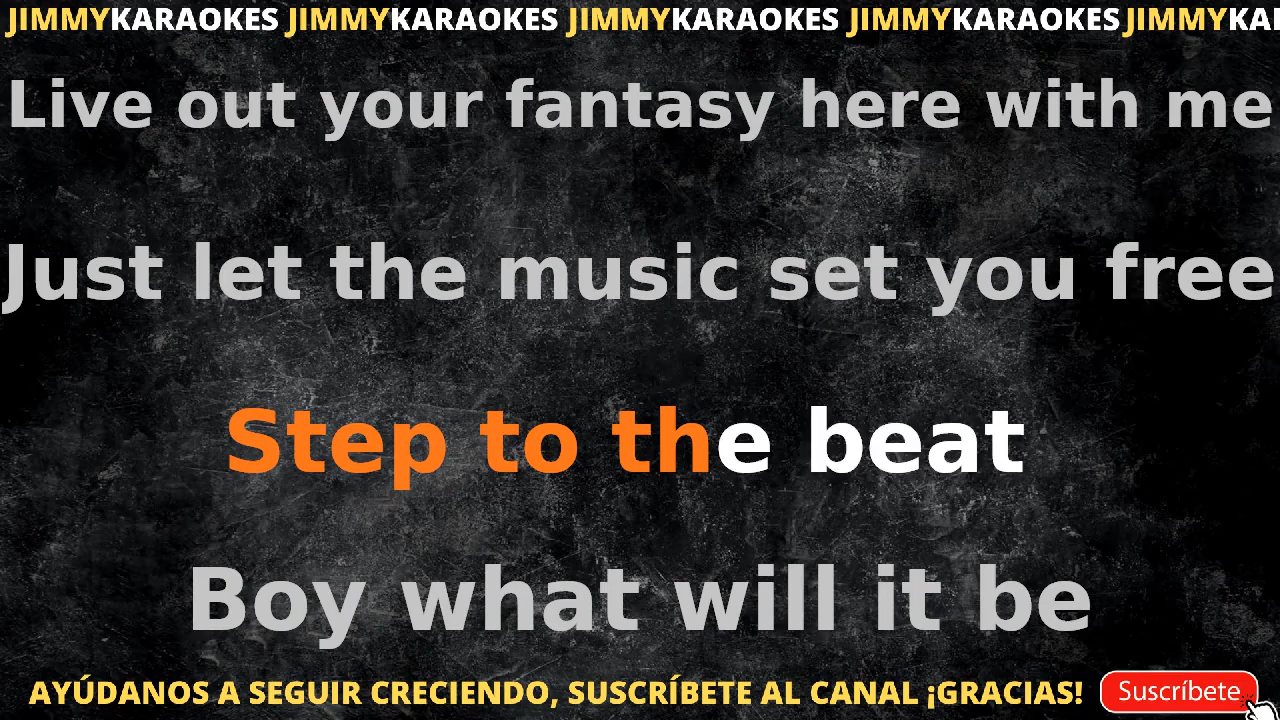 JIMMYKARAOKES JIMMYKARAOKES JIMMYKARAOKES JIMMYKARAOKES JIMMYKA
Live out your fantasy here with me
Just let the music set you free
Step to the beat
Boy what will it be
AYÚDANOS A SEGUIR CRECIENDO, SUSCRÍBETE AL CANAL ¡GRACIAS! Suscríbete